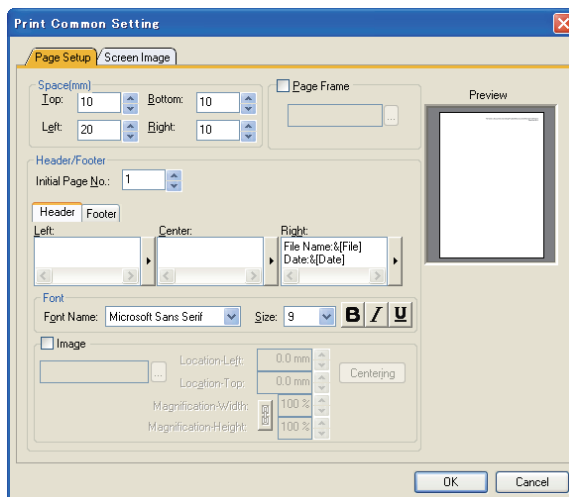 Print Common Setting
Page Setup Screen Image
Space(mm)
Top: 10 Bottom: 10
Left: 20 Right: 10
Page Frame
...
Preview
Header/Footer
Initial Page No.: 1
Header Footer
Left: Center: Right:
File Name:&[File]
Date:&[Date]
Font
Font Name: Microsoft Sans Serif Size: 9 B I U
Image
...
Location-Left: 0.0 mm
Location-Top: 0.0 mm
Centering
Magnification-Width: 100 %
Magnification-Height: 100 %
OK Cancel